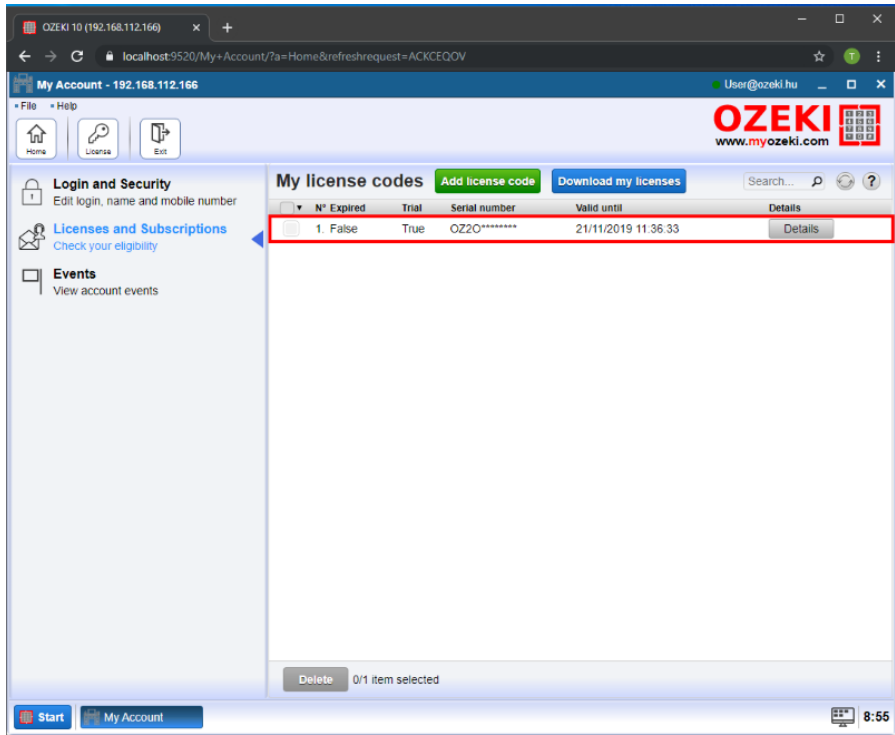 OZEKI 10 (192.168.112.166)
localhost:9520/My+Account/?a=Home&refreshrequest=ACKCEQOV
T
My Account - 192.168.112.166
User@ozeki.hu
File Help
Home License Exit
OZEKI
www.myozeki.com
Login and Security
Edit login, name and mobile number
Licenses and Subscriptions
Check your eligibility
Events
View account events
My license codes Add license code Download my licenses Search... ?
N° Expired Trial Serial number Valid until Details
1. False True OZ2O******** 21/11/2019 11:36:33 Details
Delete 0/1 item selected
Start My Account 8:55